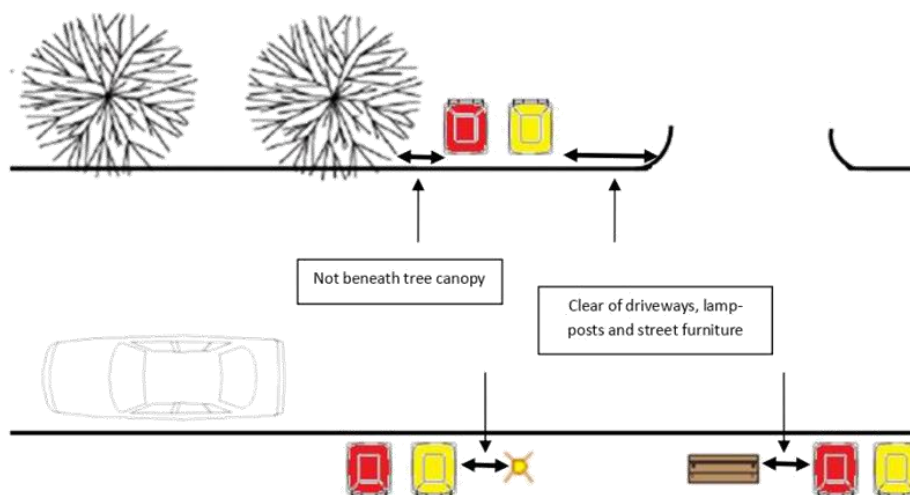 Not beneath tree canopy
Clear of driveways, lamp-
posts and street furniture